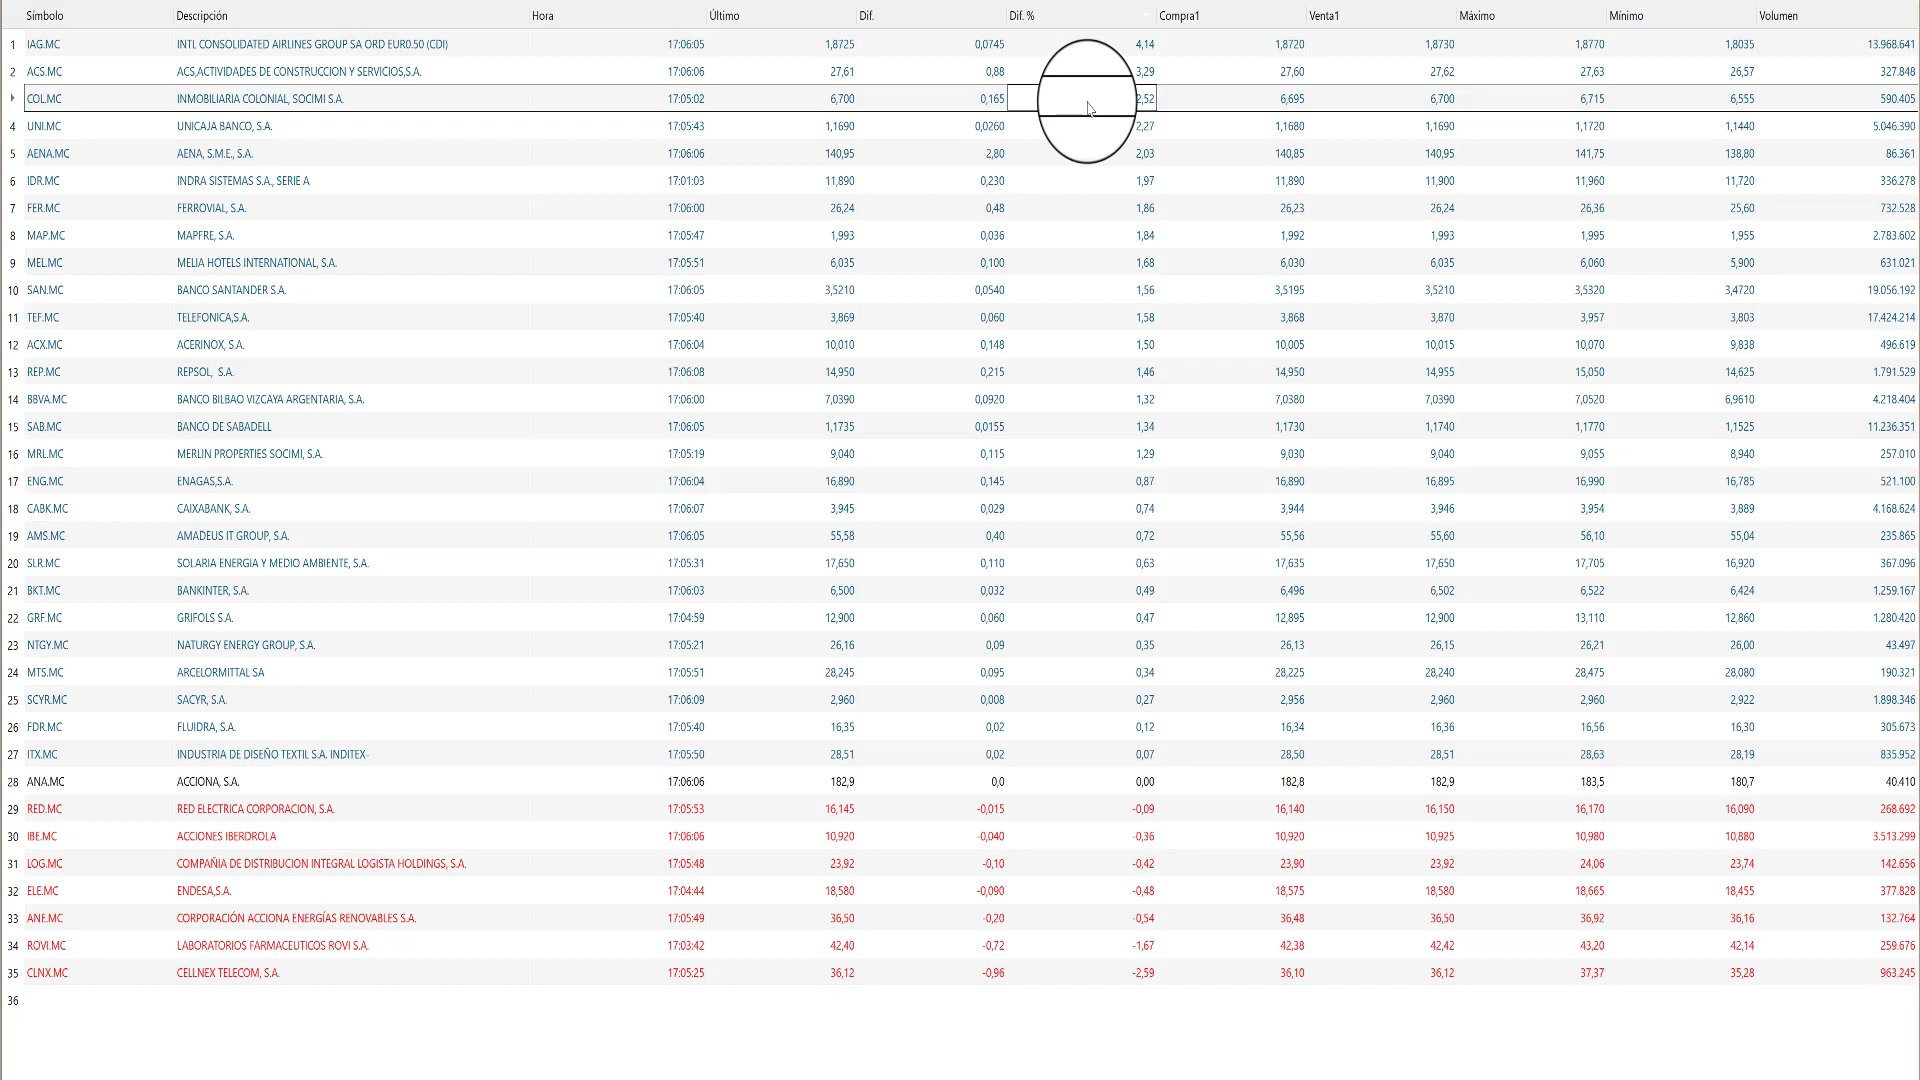 Símbolo Descripción Hora Último Dif. Dif. % Compra1 Venta1 Máximo Mínimo Volumen
1 IAG.MC INTL CONSOLIDATED AIRLINES GROUP SA ORD EUR0.50 (CDI) 17:06:05 1,8725 0,0745 4,14 1,8720 1,8730 1,8770 1,8035 13.968.641
2 ACS.MC ACS,ACTIVIDADES DE CONSTRUCCION Y SERVICIOS,S.A. 17:06:06 27,61 0,88 3,29 27,60 27,62 27,63 26,57 327.848
COL.MC INMOBILIARIA COLONIAL, SOCIMI S.A. 17:05:02 6,700 0,165 2,52 6,695 6,700 6,715 6,555 590.405
4 UNI.MC UNICAJA BANCO, S.A. 17:05:43 1,1690 0,0260 2,27 1,1680 1,1690 1,1720 1,1440 5.046.390
5 AENA.MC AENA, S.M.E., S.A. 17:06:06 140,95 2,80 2,03 140,85 140,95 141,75 138,80 86.361
6 IDR.MC INDRA SISTEMAS S.A., SERIE A 17:01:03 11,890 0,230 1,97 11,890 11,900 11,960 11,720 336.278
7 FER.MC FERROVIAL, S.A. 17:06:00 26,24 0,48 1,86 26,23 26,24 26,36 25,60 732.528
8 MAP.MC MAPFRE, S.A. 17:05:47 1,993 0,036 1,84 1,992 1,993 1,995 1,955 2.783.602
9 MEL.MC MELIA HOTELS INTERNATIONAL, S.A. 17:05:51 6,035 0,100 1,68 6,030 6,035 6,060 5,900 631.021
10 SAN.MC BANCO SANTANDER S.A. 17:06:05 3,5210 0,0540 1,56 3,5195 3,5210 3,5320 3,4720 19.056.192
11 TEF.MC TELEFONICA,S.A. 17:05:40 3,869 0,060 1,58 3,868 3,870 3,957 3,803 17.424.214
12 ACX.MC ACERINOX, S.A. 17:06:04 10,010 0,148 1,50 10,005 10,015 10,070 9,838 496.619
13 REP.MC REPSOL, S.A. 17:06:08 14,950 0,215 1,46 14,950 14,955 15,050 14,625 1.791.529
14 BBVA.MC BANCO BILBAO VIZCAYA ARGENTARIA, S.A. 17:06:00 7,0390 0,0920 1,32 7,0380 7,0390 7,0520 6,9610 4.218.404
15 SAB.MC BANCO DE SABADELL 17:06:05 1,1735 0,0155 1,34 1,1730 1,1740 1,1770 1,1525 11.236.351
16 MRL.MC MERLIN PROPERTIES SOCIMI, S.A. 17:05:19 9,040 0,115 1,29 9,030 9,040 9,055 8,940 257.010
17 ENG.MC ENAGAS,S.A. 17:06:04 16,890 0,145 0,87 16,890 16,895 16,990 16,785 521.100
18 CABK.MC CAIXABANK, S.A. 17:06:07 3,945 0,029 0,74 3,944 3,946 3,954 3,889 4.168.624
19 AMS.MC AMADEUS IT GROUP, S.A. 17:06:05 55,58 0,40 0,72 55,56 55,60 56,10 55,04 235.865
20 SLR.MC SOLARIA ENERGIA Y MEDIO AMBIENTE, S.A. 17:05:31 17,650 0,110 0,63 17,635 17,650 17,705 16,920 367.096
21 BKT.MC BANKINTER, S.A. 17:06:03 6,500 0,032 0,49 6,496 6,502 6,522 6,424 1.259.167
22 GRF.MC GRIFOLS S.A. 17:04:59 12,900 0,060 0,47 12,895 12,900 13,110 12,860 1.280.420
23 NTGY.MC NATURGY ENERGY GROUP, S.A. 17:05:21 26,16 0,09 0,35 26,13 26,15 26,21 26,00 43.497
24 MTS.MC ARCELORMITTAL SA 17:05:51 28,245 0,095 0,34 28,225 28,240 28,475 28,080 190.321
25 SCYR.MC SACYR, S.A. 17:06:09 2,960 0,008 0,27 2,956 2,960 2,960 2,922 1.898.346
26 FDR.MC FLUIDRA, S.A. 17:05:40 16,35 0,02 0,12 16,34 16,36 16,56 16,30 305.673
27 ITX.MC INDUSTRIA DE DISEÑO TEXTIL S.A. INDITEX- 17:05:50 28,51 0,02 0,07 28,50 28,51 28,63 28,19 835.952
28 ANA.MC ACCIONA, S.A. 17:06:06 182,9 0,0 0,00 182,8 182,9 183,5 180,7 40.410
29 RED.MC RED ELECTRICA CORPORACION, S.A. 17:05:53 16,145 -0,015 -0,09 16,140 16,150 16,170 16,090 268.692
30 IBE.MC ACCIONES IBERDROLA 17:06:06 10,920 -0,040 -0,36 10,920 10,925 10,980 10,880 3.513.299
31 LOG.MC COMPAÑIA DE DISTRIBUCION INTEGRAL LOGISTA HOLDINGS, S.A. 17:05:48 23,92 -0,10 -0,42 23,90 23,92 24,06 23,74 142.656
32 ELE.MC ENDESA,S.A. 17:04:44 18,580 -0,090 -0,48 18,575 18,580 18,665 18,455 377.828
33 ANE.MC CORPORACIÓN ACCIONA ENERGÍAS RENOVABLES S.A. 17:05:49 36,50 -0,20 -0,54 36,48 36,50 36,92 36,16 132.764
34 ROVI.MC LABORATORIOS FARMACEUTICOS ROVI S.A. 17:03:42 42,40 -0,72 -1,67 42,38 42,42 43,20 42,14 259.676
35 CLNX.MC CELLNEX TELECOM, S.A. 17:05:25 36,12 -0,96 -2,59 36,10 36,12 37,37 35,28 963.245
36